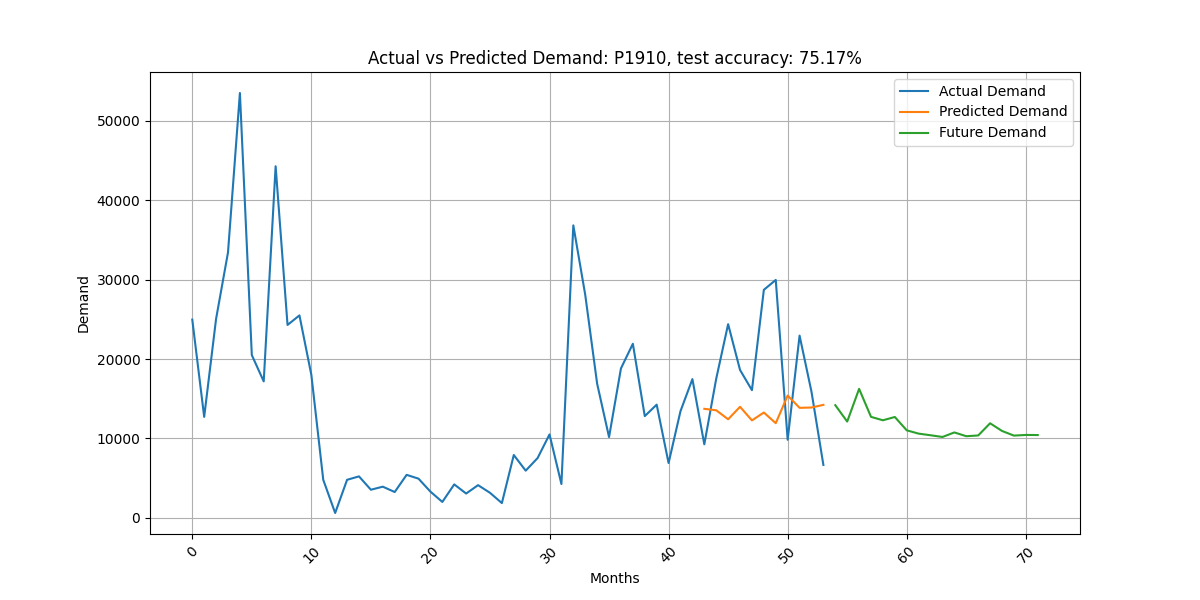 Actual vs Predicted Demand: P1910, test accuracy: 75.17%
Actual Demand
Predicted Demand
Future Demand
50000
40000
30000
20000
10000
0
Demand
0 10 20 30 40 50 60 70
Months